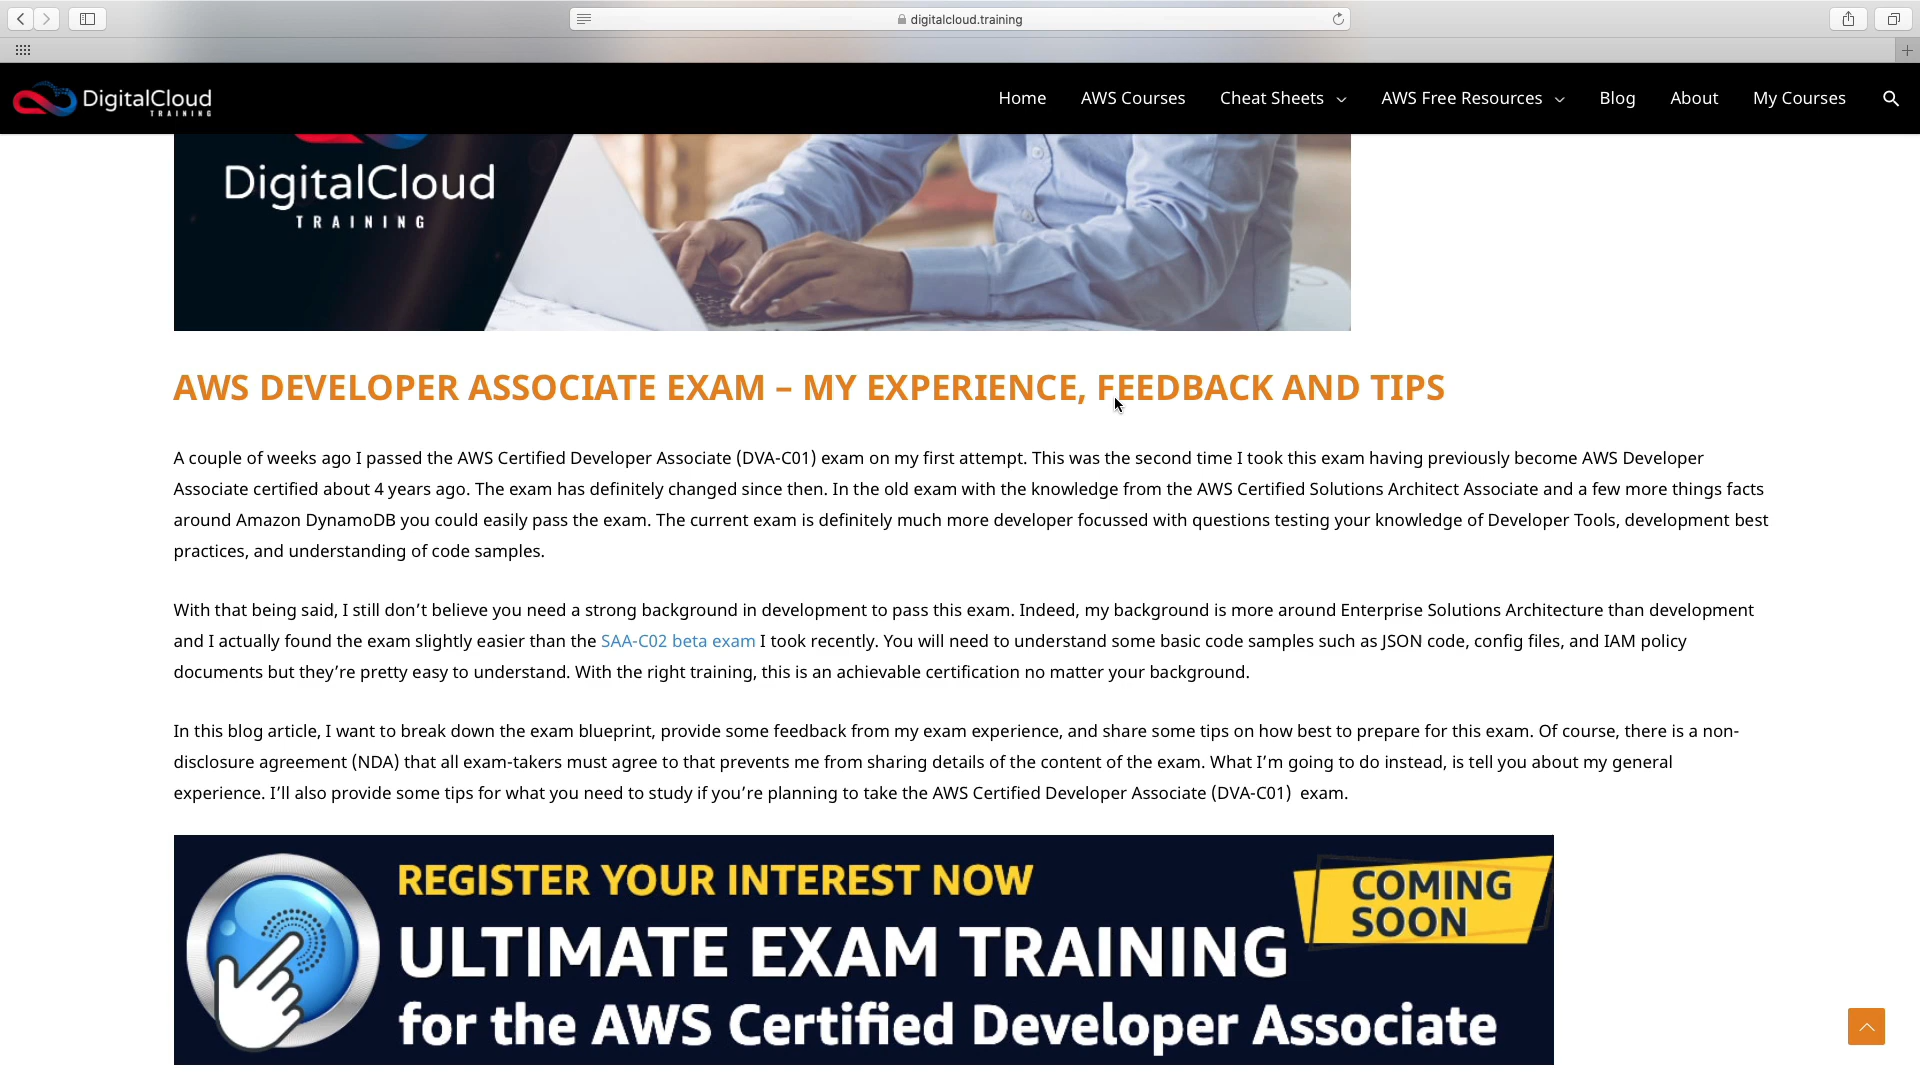 digitalcloud.training
DigitalCloud
TRAINING
Home
AWS Courses
Cheat Sheets
AWS Free Resources
Blog
About
My Courses
DigitalCloud
TRAINING
AWS DEVELOPER ASSOCIATE EXAM – MY EXPERIENCE, FEEDBACK AND TIPS
A couple of weeks ago I passed the AWS Certified Developer Associate (DVA-C01) exam on my first attempt. This was the second time I took this exam having previously become AWS Developer
Associate certified about 4 years ago. The exam has definitely changed since then. In the old exam with the knowledge from the AWS Certified Solutions Architect Associate and a few more things facts
around Amazon DynamoDB you could easily pass the exam. The current exam is definitely much more developer focussed with questions testing your knowledge of Developer Tools, development best
practices, and understanding of code samples.
With that being said, I still don’t believe you need a strong background in development to pass this exam. Indeed, my background is more around Enterprise Solutions Architecture than development
and I actually found the exam slightly easier than the SAA-C02 beta exam I took recently. You will need to understand some basic code samples such as JSON code, config files, and IAM policy
documents but they’re pretty easy to understand. With the right training, this is an achievable certification no matter your background.
In this blog article, I want to break down the exam blueprint, provide some feedback from my exam experience, and share some tips on how best to prepare for this exam. Of course, there is a non-
disclosure agreement (NDA) that all exam-takers must agree to that prevents me from sharing details of the content of the exam. What I’m going to do instead, is tell you about my general
experience. I’ll also provide some tips for what you need to study if you’re planning to take the AWS Certified Developer Associate (DVA-C01)  exam.
REGISTER YOUR INTEREST NOW
COMING
SOON
ULTIMATE EXAM TRAINING
for the AWS Certified Developer Associate